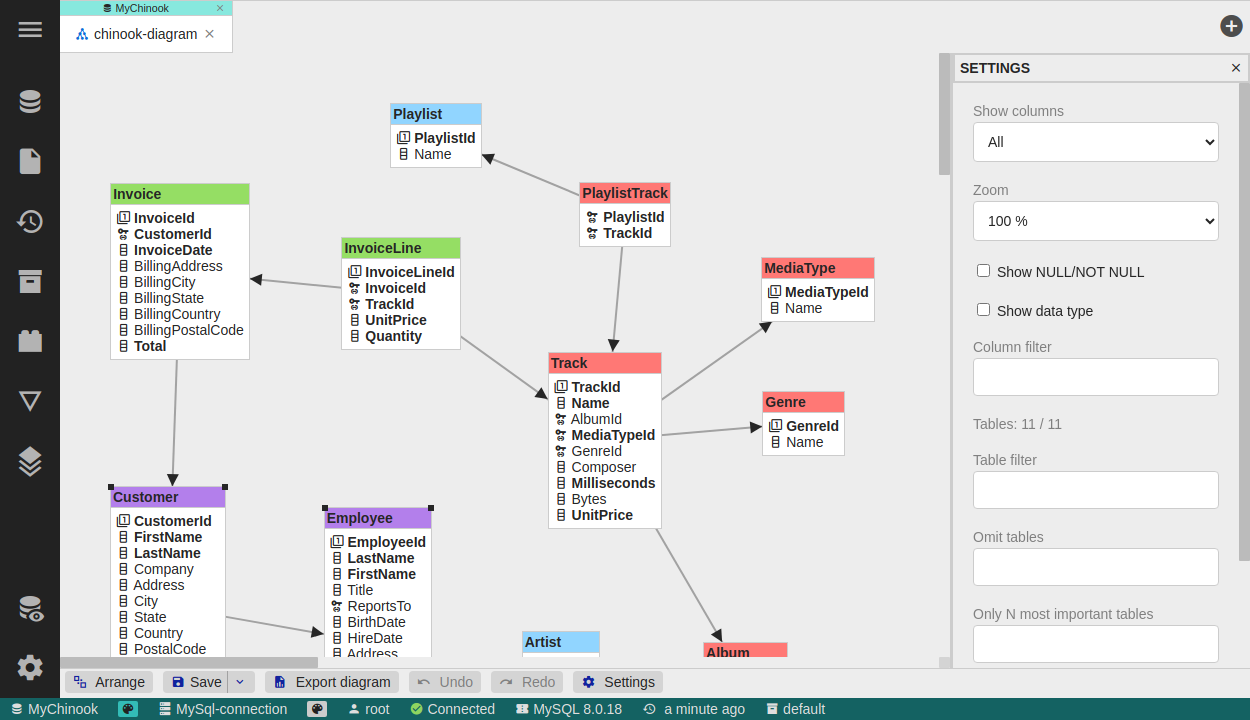 MyChinook
chinook-diagram
SETTINGS
Show columns
All
Zoom
100 %
Show NULL/NOT NULL
Show data type
Column filter
Tables: 11 / 11
Table filter
Omit tables
Only N most important tables
Playlist
PlaylistId
Name
PlaylistTrack
PlaylistId
TrackId
Invoice
InvoiceId
CustomerId
InvoiceDate
BillingAddress
BillingCity
BillingState
BillingCountry
BillingPostalCode
Total
InvoiceLine
InvoiceLineId
InvoiceId
TrackId
UnitPrice
Quantity
MediaType
MediaTypeId
Name
Track
TrackId
Name
AlbumId
MediaTypeId
GenreId
Composer
Milliseconds
Bytes
UnitPrice
Genre
GenreId
Name
Customer
CustomerId
FirstName
LastName
Company
Address
City
State
Country
PostalCode
Employee
EmployeeId
LastName
FirstName
Title
ReportsTo
BirthDate
HireDate
Address
Artist
Album
Arrange
Save
Export diagram
Undo
Redo
Settings
MyChinook
MySql-connection
root
Connected
MySQL 8.0.18
a minute ago
default